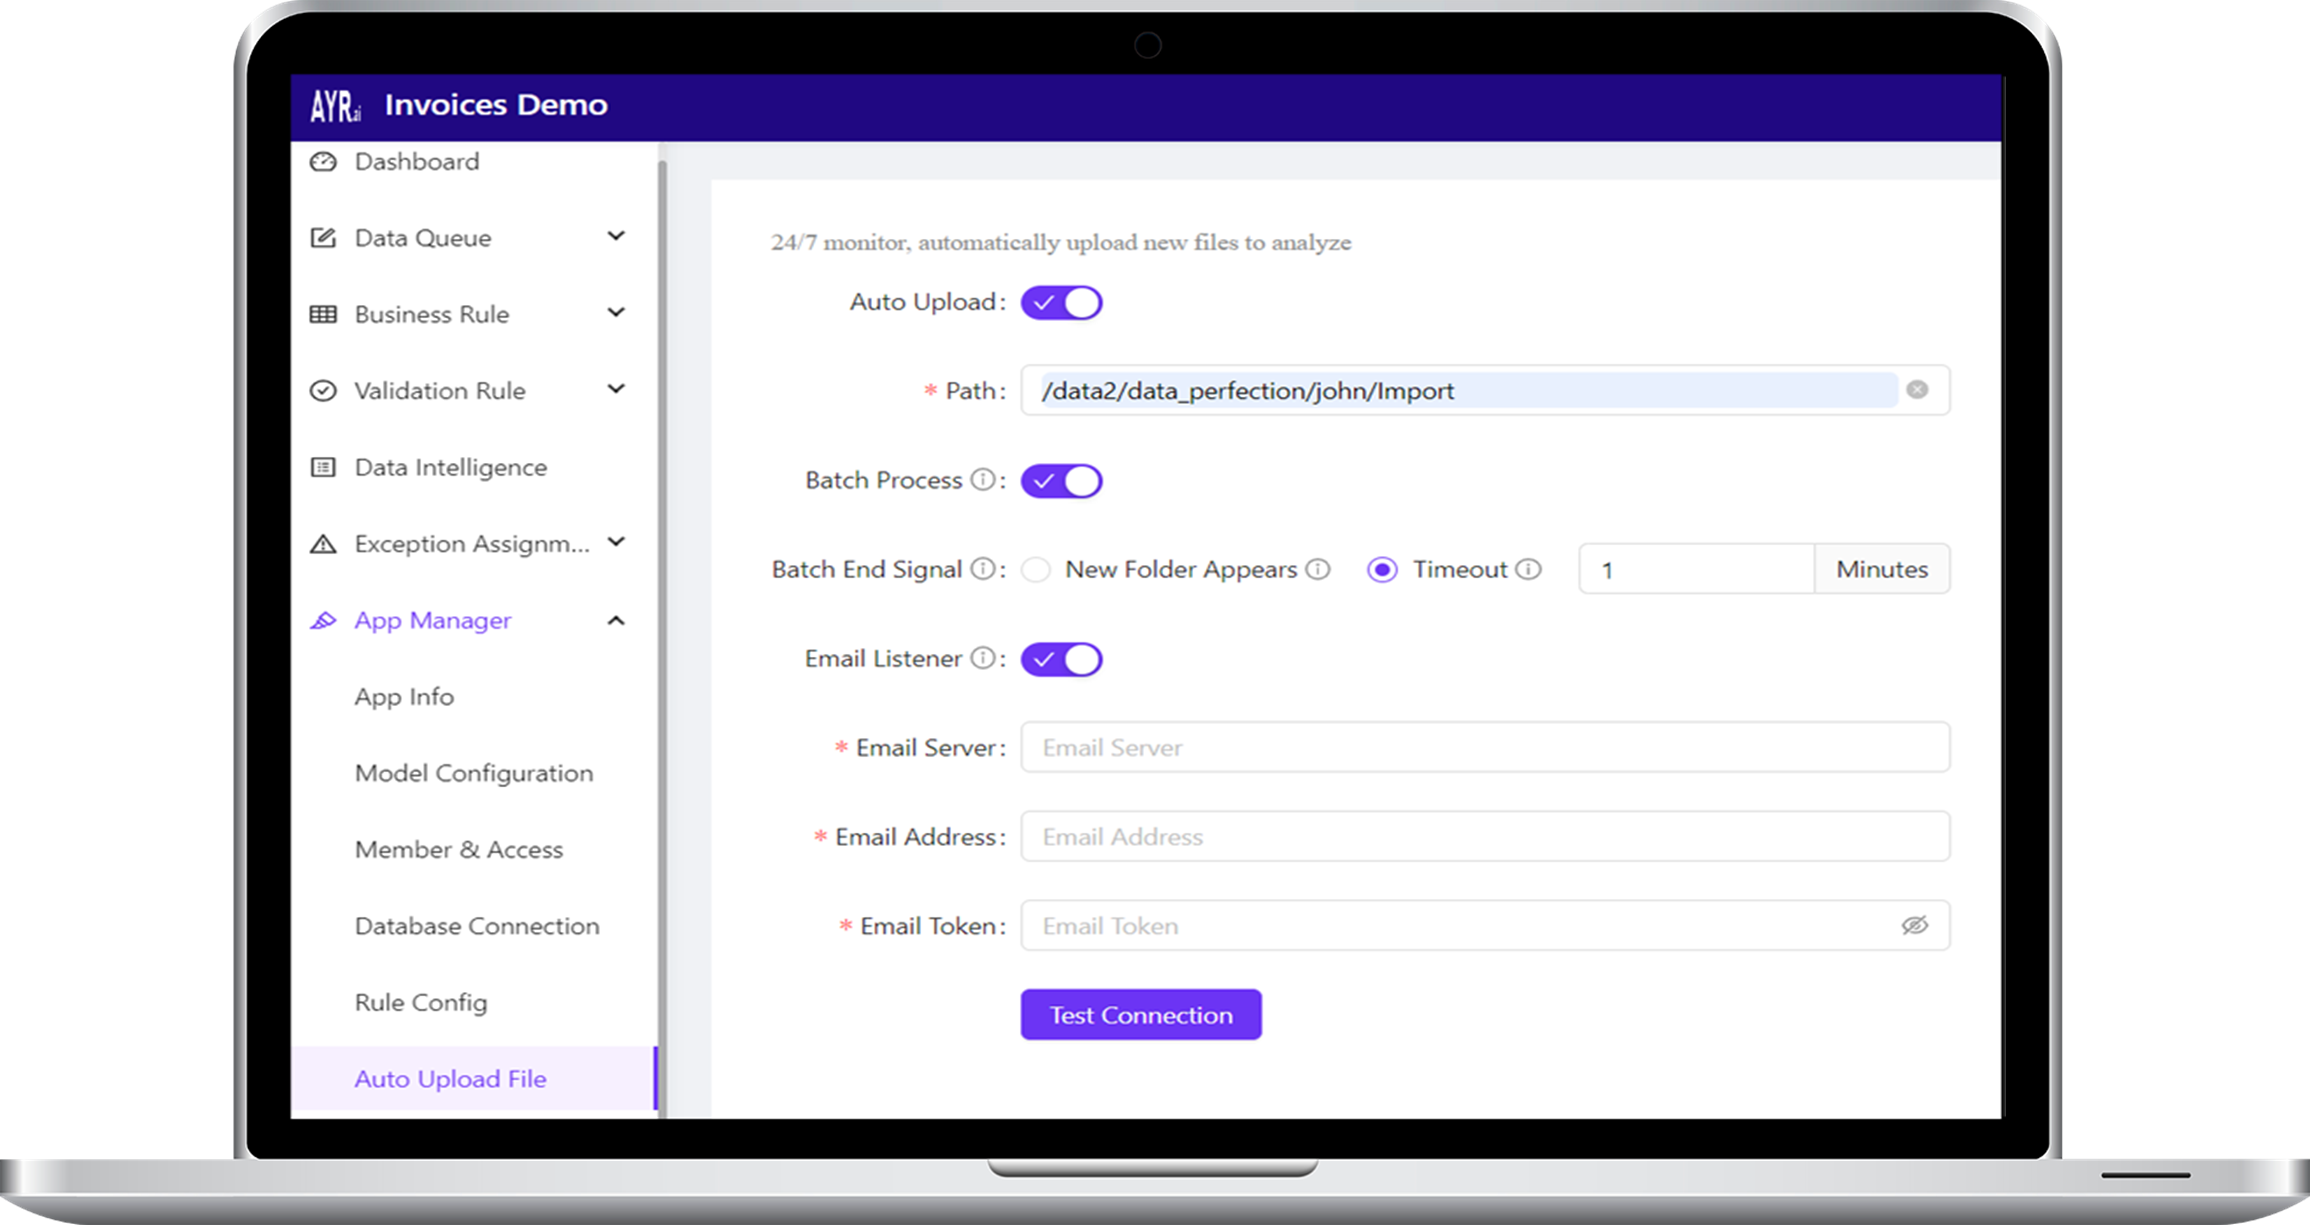 AYR.ai Invoices Demo
Dashboard
Data Queue
Business Rule
Validation Rule
Data Intelligence
Exception Assignm...
App Manager
App Info
Model Configuration
Member & Access
Database Connection
Rule Config
Auto Upload File
24/7 monitor, automatically upload new files to analyze
Auto Upload:
* Path: /data2/data_perfection/john/Import
Batch Process :
Batch End Signal : New Folder Appears Timeout 1 Minutes
Email Listener :
* Email Server: Email Server
* Email Address: Email Address
* Email Token: Email Token
Test Connection